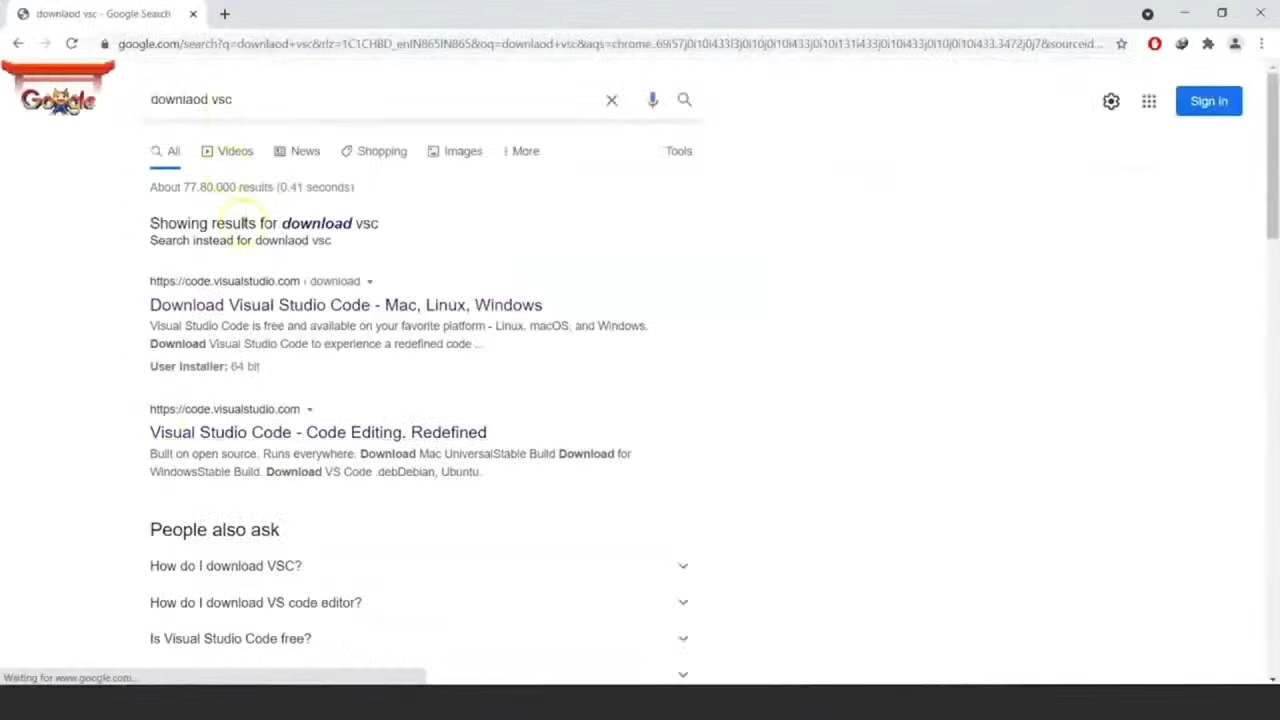 downlaod vsc - Google Search
google.com/search?q=downlaod+vsc&rlz=1C1CHBD_enIN865IN865&oq=downlaod+vsc&aqs=chrome..69i57j0i10i433l3j0i10j0i10i433j0i10i131i433j0i10i433j0i10j0i10i433.3472j0j7&sourceid...
Google
downlaod vsc
Sign in
All Videos News Shopping Images More Tools
About 77,80,000 results (0.41 seconds)
Showing results for download vsc
Search instead for downlaod vsc
https://code.visualstudio.com › download
Download Visual Studio Code - Mac, Linux, Windows
Visual Studio Code is free and available on your favorite platform - Linux, macOS, and Windows.
Download Visual Studio Code to experience a redefined code ...
User Installer: 64 bit
https://code.visualstudio.com
Visual Studio Code - Code Editing. Redefined
Built on open source. Runs everywhere. Download Mac UniversalStable Build Download for
WindowsStable Build. Download VS Code .debDebian, Ubuntu.
People also ask
How do I download VSC?
How do I download VS code editor?
Is Visual Studio Code free?
Waiting for www.google.com...